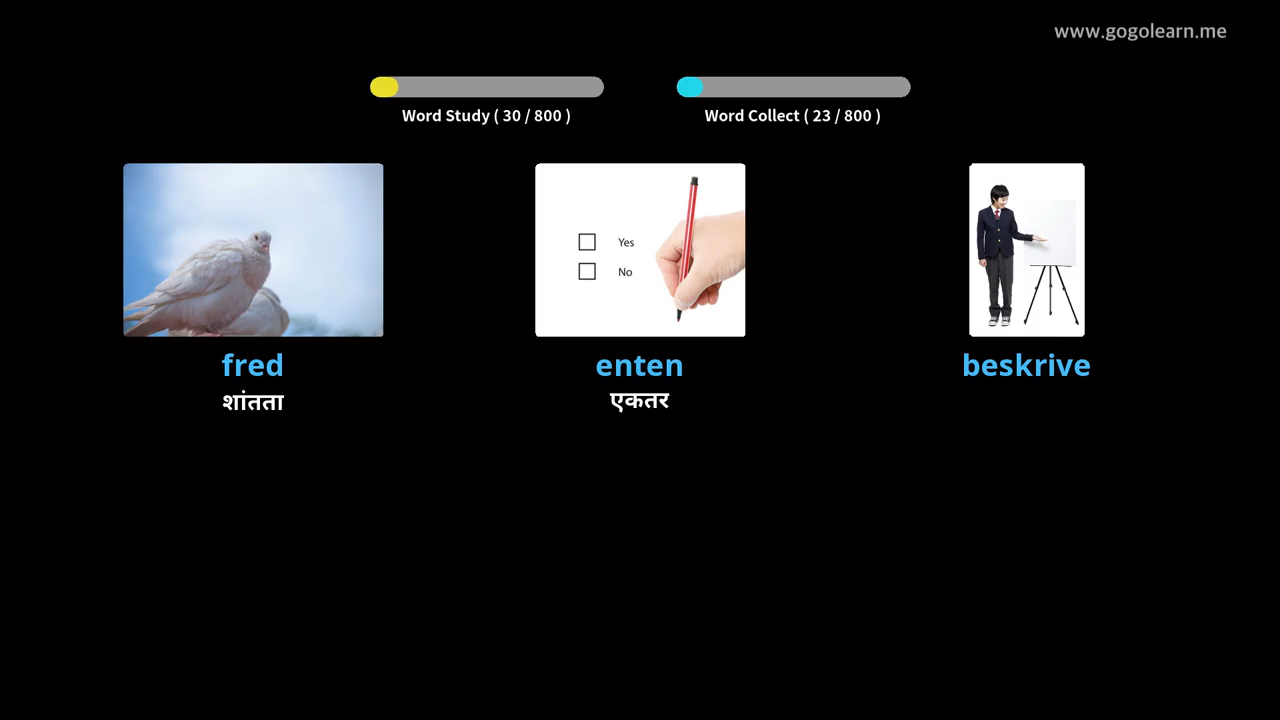 www.gogolearn.me
Word Study ( 30 / 800 )
Word Collect ( 23 / 800 )
Yes
No
fred
enten
beskrive
शांतता
एकतर